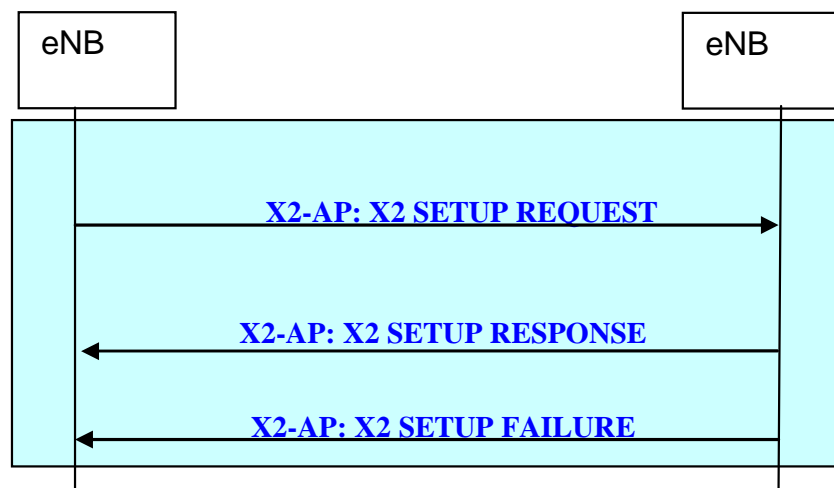 eNB
eNB
X2-AP: X2 SETUP REQUEST
X2-AP: X2 SETUP RESPONSE
X2-AP: X2 SETUP FAILURE